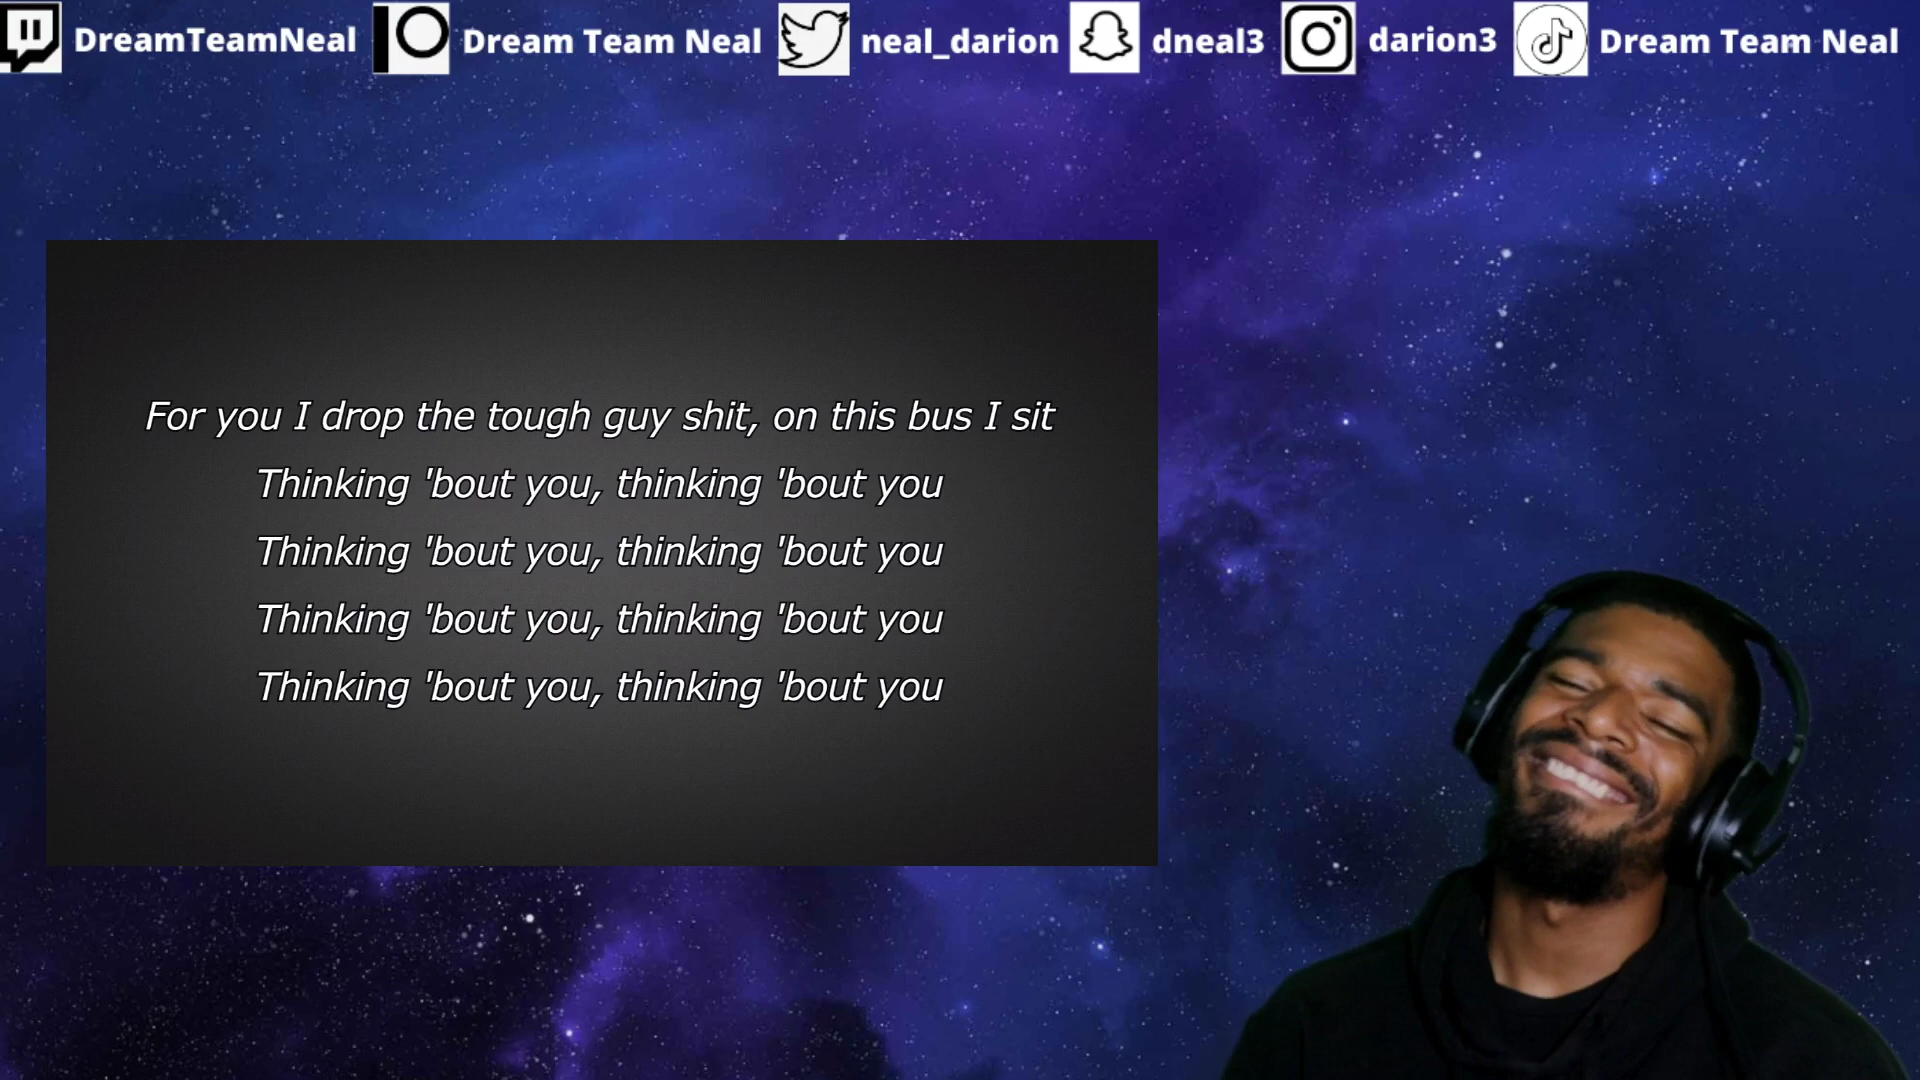 DreamTeamNeal Dream Team Neal neal_darion dneal3 darion3 Dream Team Neal
For you I drop the tough guy shit, on this bus I sit
Thinking 'bout you, thinking 'bout you
Thinking 'bout you, thinking 'bout you
Thinking 'bout you, thinking 'bout you
Thinking 'bout you, thinking 'bout you